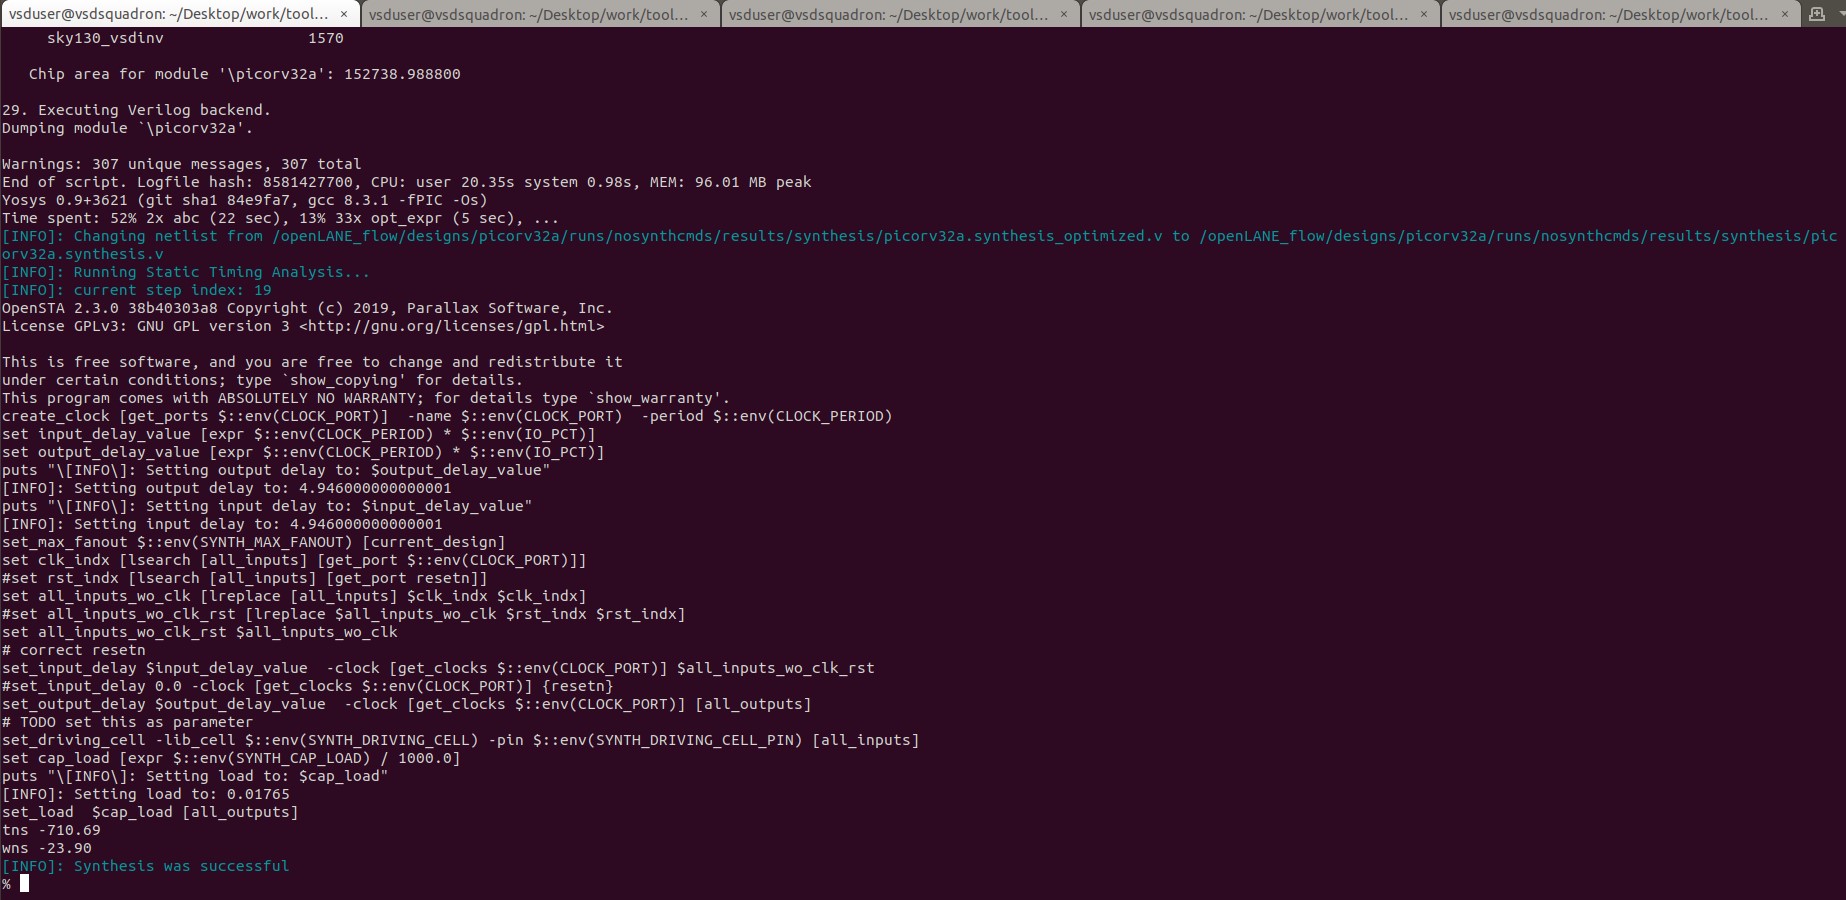 vsduser@vsdsquadron: ~/Desktop/work/tool... × vsduser@vsdsquadron: ~/Desktop/work/tool... × vsduser@vsdsquadron: ~/Desktop/work/tool... × vsduser@vsdsquadron: ~/Desktop/work/tool... × vsduser@vsdsquadron: ~/Desktop/work/tool... ×
sky130_vsdinv 1570
Chip area for module '\picorv32a': 152738.988800
29. Executing Verilog backend.
Dumping module `\picorv32a'.
Warnings: 307 unique messages, 307 total
End of script. Logfile hash: 8581427700, CPU: user 20.35s system 0.98s, MEM: 96.01 MB peak
Yosys 0.9+3621 (git sha1 84e9fa7, gcc 8.3.1 -fPIC -Os)
Time spent: 52% 2x abc (22 sec), 13% 33x opt_expr (5 sec), ...
[INFO]: Changing netlist from /openLANE_flow/designs/picorv32a/runs/nosynthcmds/results/synthesis/picorv32a.synthesis_optimized.v to /openLANE_flow/designs/picorv32a/runs/nosynthcmds/results/synthesis/pic
orv32a.synthesis.v
[INFO]: Running Static Timing Analysis...
[INFO]: current step index: 19
OpenSTA 2.3.0 38b40303a8 Copyright (c) 2019, Parallax Software, Inc.
License GPLv3: GNU GPL version 3 <http://gnu.org/licenses/gpl.html>
This is free software, and you are free to change and redistribute it
under certain conditions; type `show_copying' for details.
This program comes with ABSOLUTELY NO WARRANTY; for details type `show_warranty'.
create_clock [get_ports $::env(CLOCK_PORT)]  -name $::env(CLOCK_PORT)  -period $::env(CLOCK_PERIOD)
set input_delay_value [expr $::env(CLOCK_PERIOD) * $::env(IO_PCT)]
set output_delay_value [expr $::env(CLOCK_PERIOD) * $::env(IO_PCT)]
puts "\[INFO\]: Setting output delay to: $output_delay_value"
[INFO]: Setting output delay to: 4.946000000000001
puts "\[INFO\]: Setting input delay to: $input_delay_value"
[INFO]: Setting input delay to: 4.946000000000001
set_max_fanout $::env(SYNTH_MAX_FANOUT) [current_design]
set clk_indx [lsearch [all_inputs] [get_port $::env(CLOCK_PORT)]]
#set rst_indx [lsearch [all_inputs] [get_port resetn]]
set all_inputs_wo_clk [lreplace [all_inputs] $clk_indx $clk_indx]
#set all_inputs_wo_clk_rst [lreplace $all_inputs_wo_clk $rst_indx $rst_indx]
set all_inputs_wo_clk_rst $all_inputs_wo_clk
# correct resetn
set_input_delay $input_delay_value  -clock [get_clocks $::env(CLOCK_PORT)] $all_inputs_wo_clk_rst
#set_input_delay 0.0 -clock [get_clocks $::env(CLOCK_PORT)] {resetn}
set_output_delay $output_delay_value  -clock [get_clocks $::env(CLOCK_PORT)] [all_outputs]
# TODO set this as parameter
set_driving_cell -lib_cell $::env(SYNTH_DRIVING_CELL) -pin $::env(SYNTH_DRIVING_CELL_PIN) [all_inputs]
set cap_load [expr $::env(SYNTH_CAP_LOAD) / 1000.0]
puts "\[INFO\]: Setting load to: $cap_load"
[INFO]: Setting load to: 0.01765
set_load  $cap_load [all_outputs]
tns -710.69
wns -23.90
[INFO]: Synthesis was successful
%